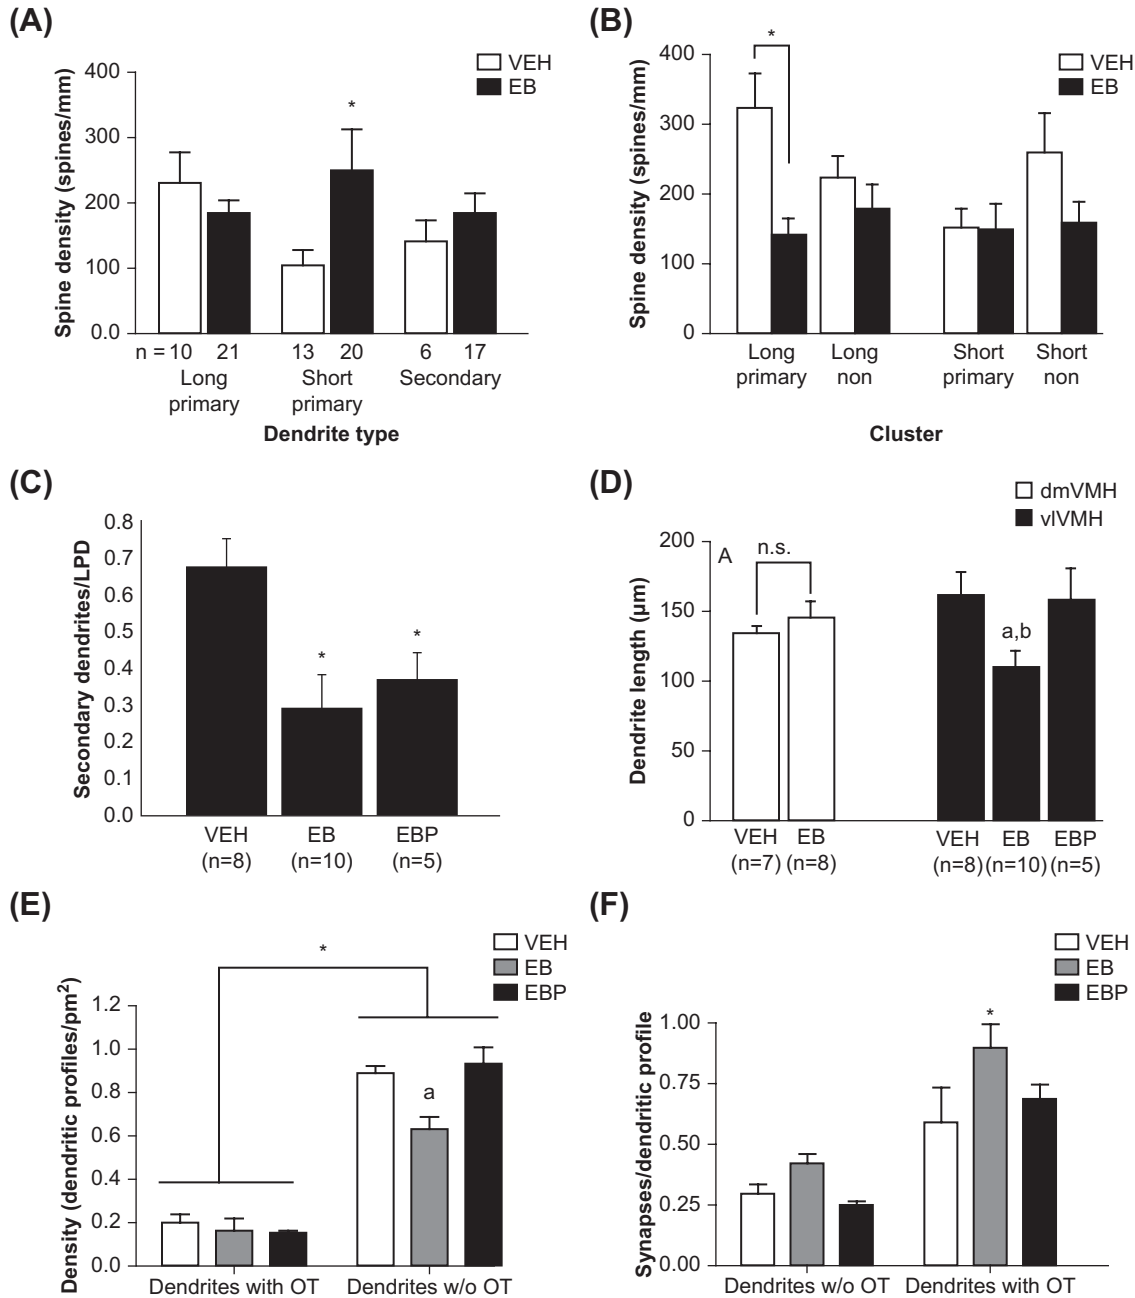 (A)
VEH
EB
Spine density (spines/mm)
400
300
200
100
0.0
*
n = 10 21 13 20 6 17
Long primary
Short primary
Secondary
Dendrite type
(B)
VEH
EB
Spine density (spines/mm)
400
300
200
100
0
*
Long primary
Long non
Short primary
Short non
Cluster
(C)
Secondary dendrites/LPD
0.8
0.7
0.6
0.5
0.4
0.3
0.2
0.1
0.0
*
*
VEH EB EBP
(n=8) (n=10) (n=5)
(D)
dmVMH
vlVMH
Dendrite length (μm)
200
150
100
50
0
A
n.s.
a,b
VEH EB VEH EB EBP
(n=7) (n=8) (n=8) (n=10) (n=5)
(E)
VEH
EB
EBP
Density (dendritic profiles/pm2)
1.2
1.0
0.8
0.6
0.4
0.2
0.0
*
a
Dendrites with OT Dendrites w/o OT
(F)
VEH
EB
EBP
Synapses/dendritic profile
1.00
0.75
0.50
0.25
0.00
*
Dendrites w/o OT Dendrites with OT